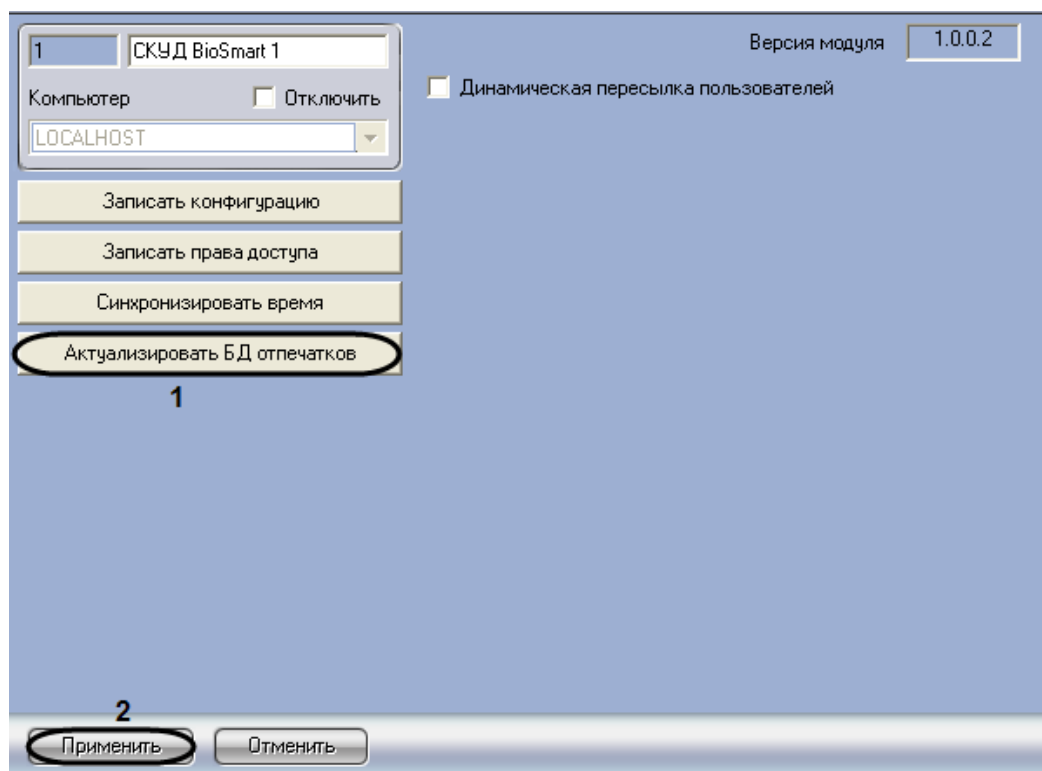 1 СКУД BioSmart 1
Версия модуля 1.0.0.2
Компьютер Отключить
Динамическая пересылка пользователей
LOCALHOST
Записать конфигурацию
Записать права доступа
Синхронизировать время
Актуализировать БД отпечатков
1
2
Применить Отменить